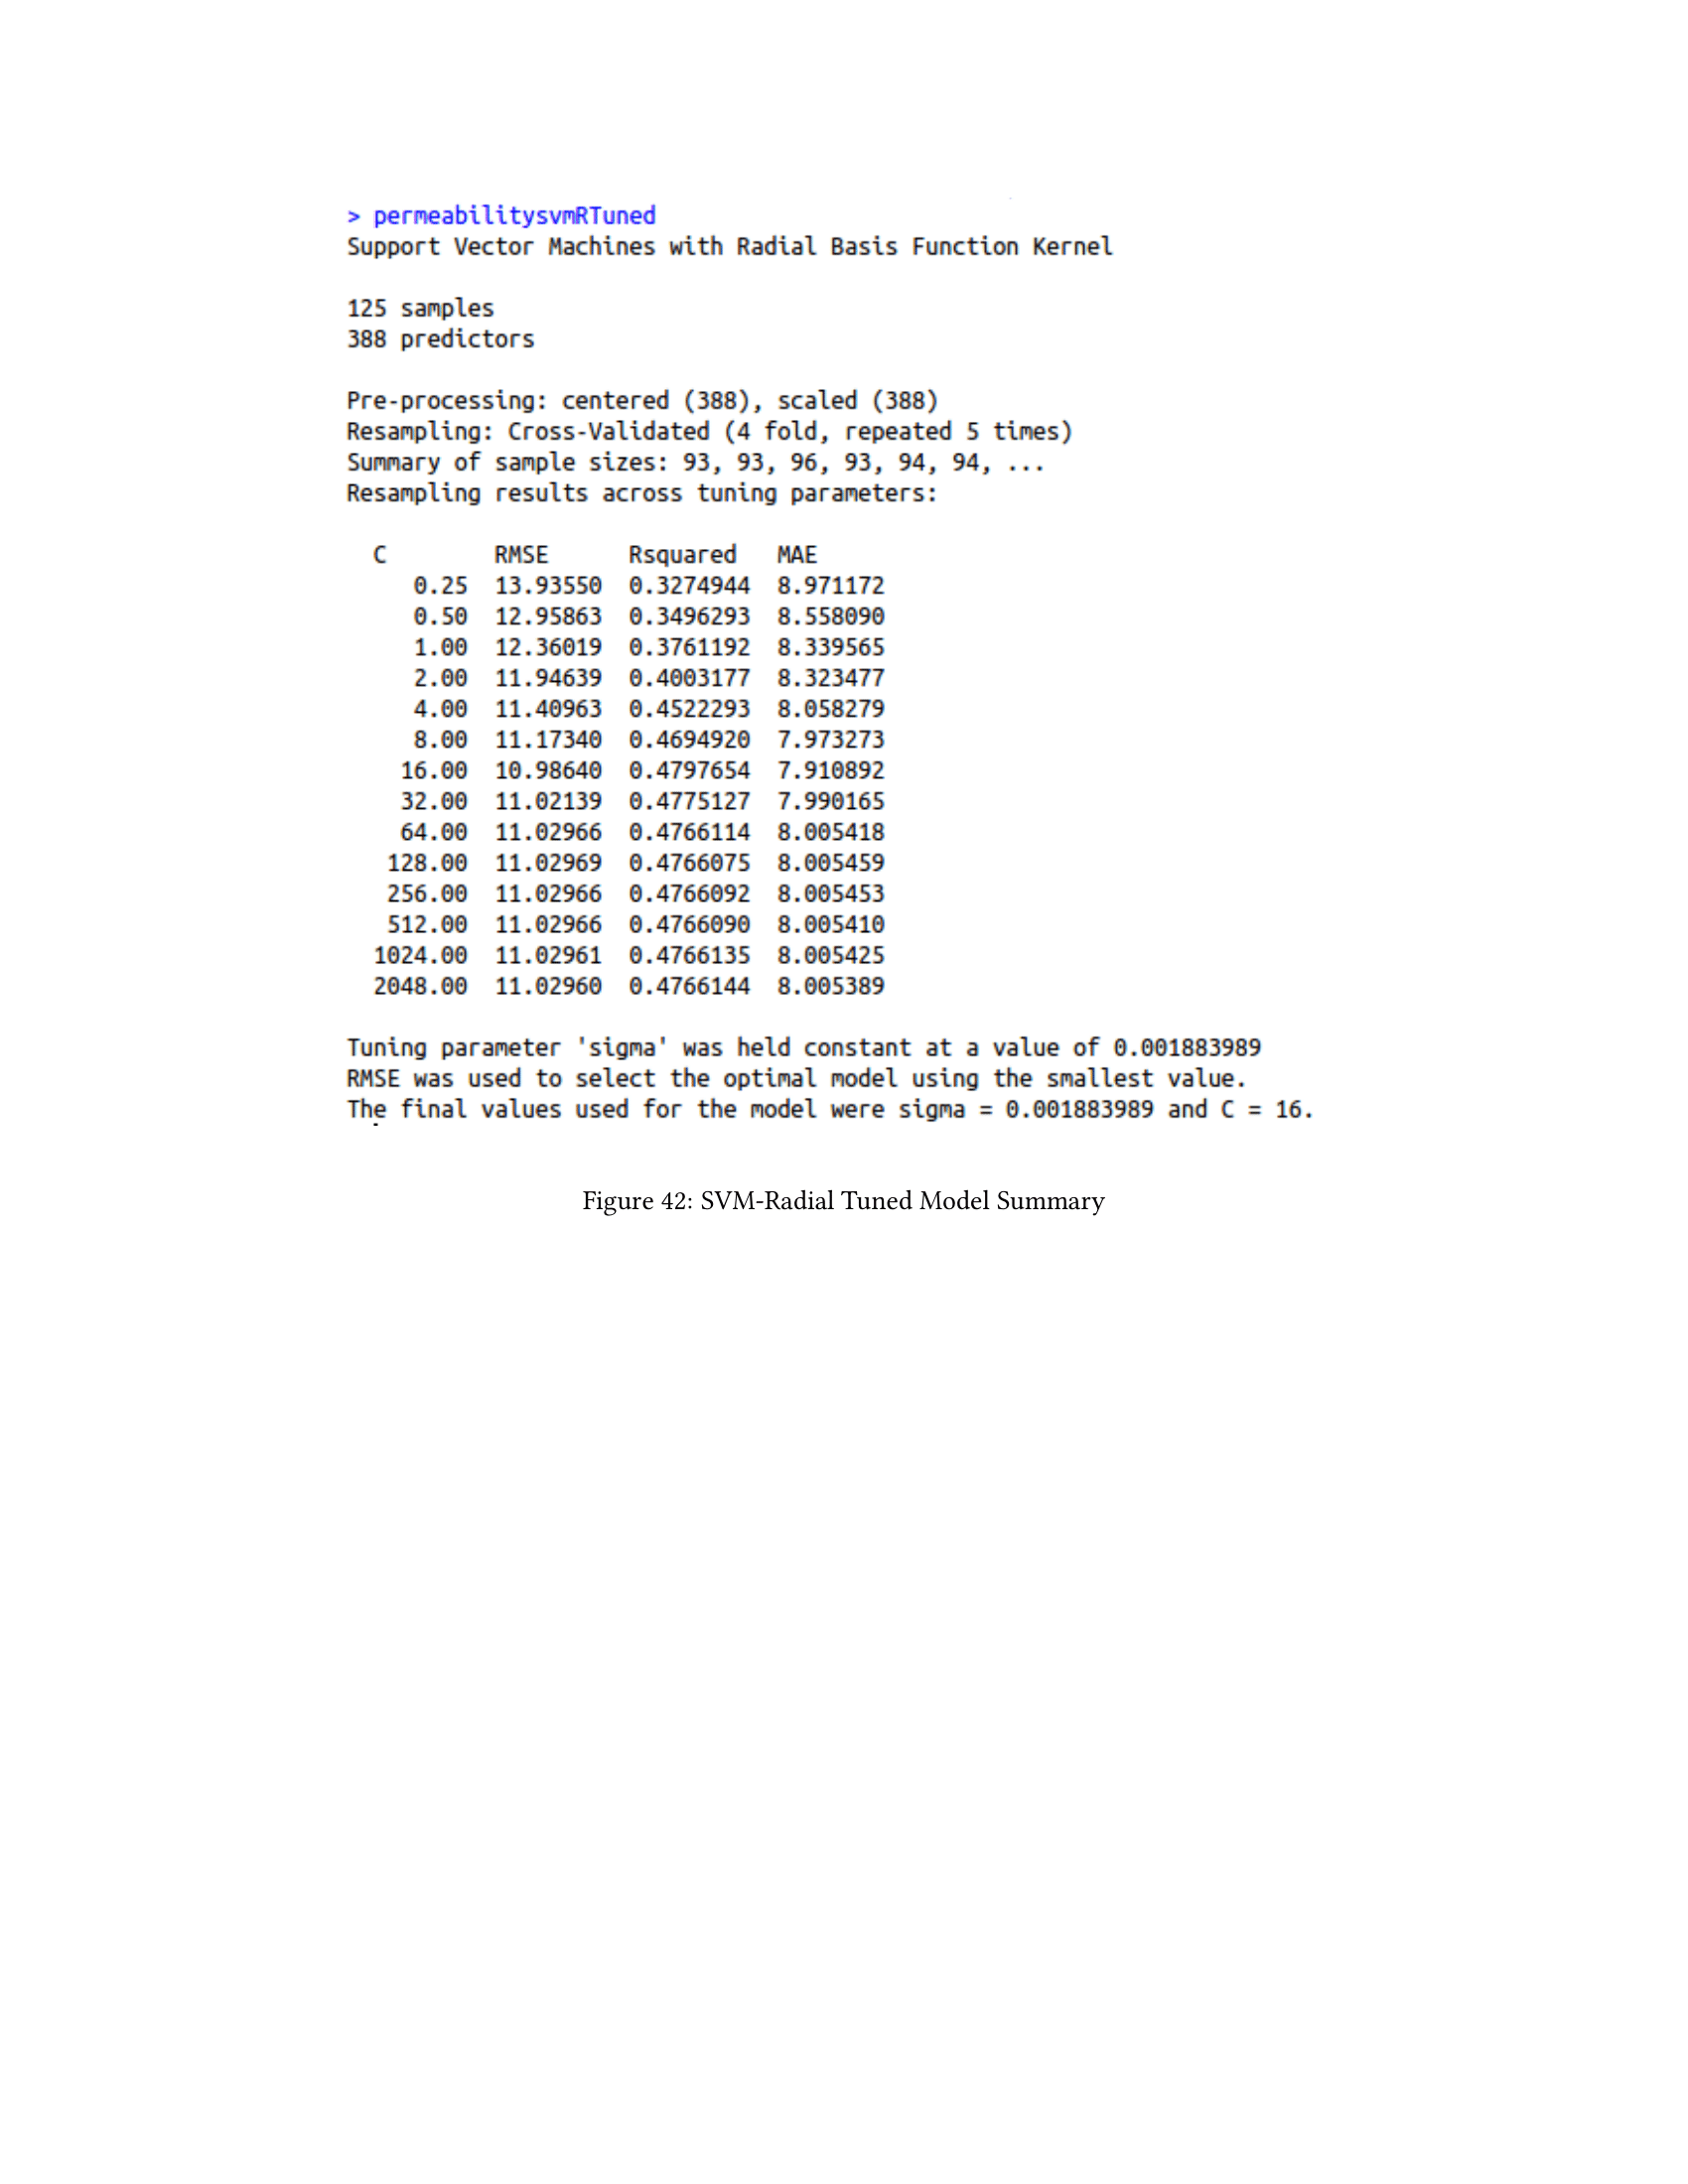 > permeabilitysvmRTuned
Support Vector Machines with Radial Basis Function Kernel
125 samples
388 predictors
Pre-processing: centered (388), scaled (388)
Resampling: Cross-Validated (4 fold, repeated 5 times)
Summary of sample sizes: 93, 93, 96, 93, 94, 94, ...
Resampling results across tuning parameters:
C RMSE Rsquared MAE
0.25 13.93550 0.3274944 8.971172
0.50 12.95863 0.3496293 8.558090
1.00 12.36019 0.3761192 8.339565
2.00 11.94639 0.4003177 8.323477
4.00 11.40963 0.4522293 8.058279
8.00 11.17340 0.4694920 7.973273
16.00 10.98640 0.4797654 7.910892
32.00 11.02139 0.4775127 7.990165
64.00 11.02966 0.4766114 8.005418
128.00 11.02969 0.4766075 8.005459
256.00 11.02966 0.4766092 8.005453
512.00 11.02966 0.4766090 8.005410
1024.00 11.02961 0.4766135 8.005425
2048.00 11.02960 0.4766144 8.005389
Tuning parameter 'sigma' was held constant at a value of 0.001883989
RMSE was used to select the optimal model using the smallest value.
The final values used for the model were sigma = 0.001883989 and C = 16.
Figure 42: SVM-Radial Tuned Model Summary